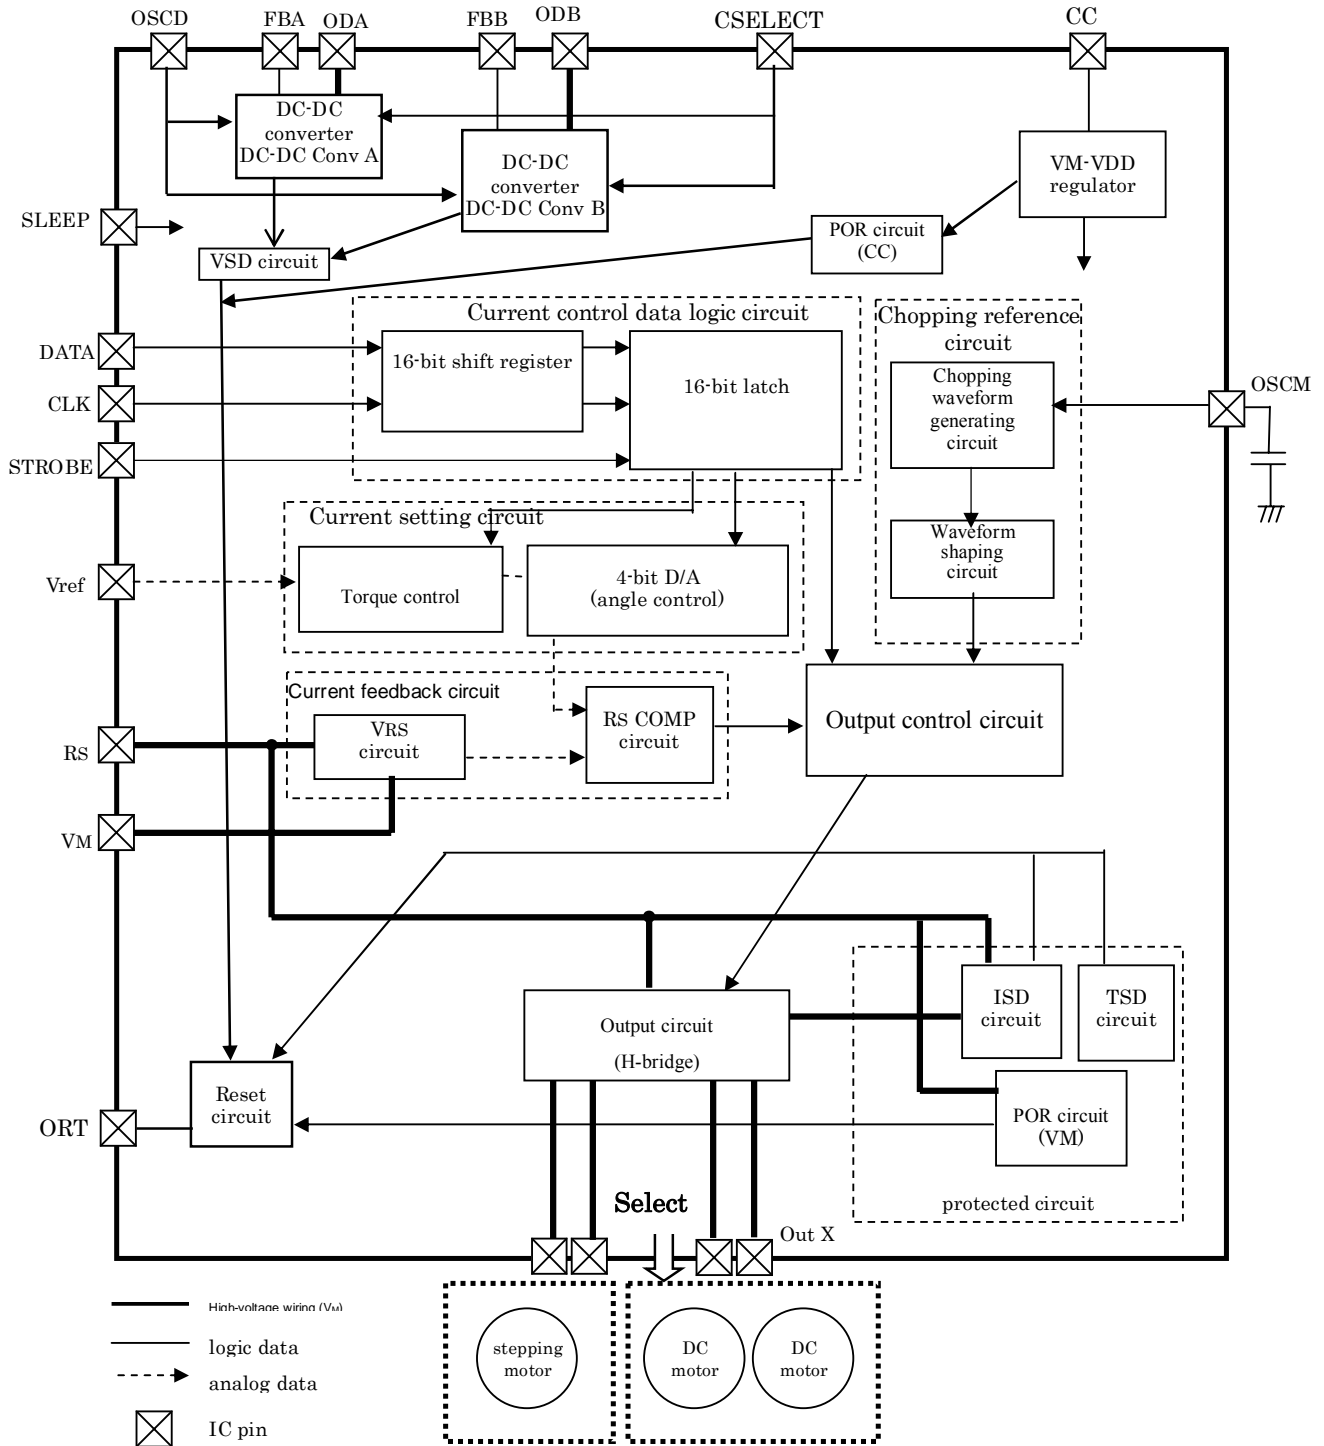 OSCD
FBA
ODA
FBB
ODB
CSELECT
CC
DC-DC
converter
DC-DC Conv A
DC-DC
converter
DC-DC Conv B
VM-VDD
regulator
SLEEP
POR circuit
(CC)
VSD circuit
Current control data logic circuit
Chopping reference
circuit
DATA
16-bit shift register
16-bit latch
Chopping
waveform
generating
circuit
OSCM
CLK
STROBE
Current setting circuit
Waveform
shaping
circuit
Vref
Torque control
4-bit D/A
(angle control)
Current feedback circuit
RS
VRS
circuit
RS COMP
circuit
Output control circuit
VM
ISD
circuit
TSD
circuit
Output circuit
(H-bridge)
Reset
circuit
ORT
POR circuit
(VM)
protected circuit
Select
Out X
High-voltage wiring (VM)
logic data
analog data
IC pin
stepping
motor
DC
motor
DC
motor